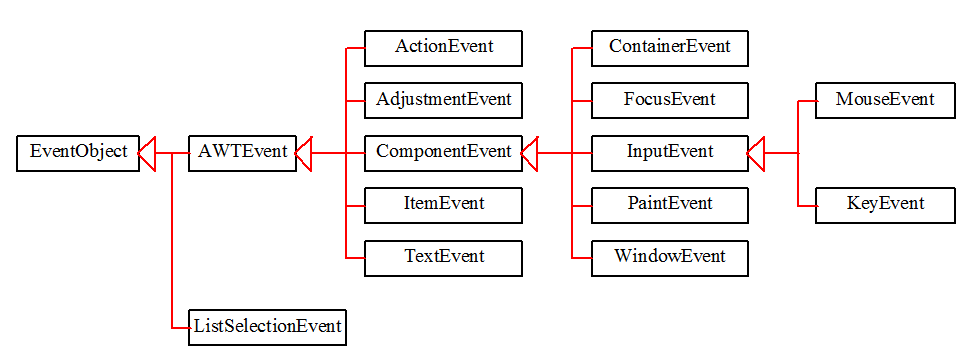 ActionEvent
ContainerEvent
AdjustmentEvent
FocusEvent
MouseEvent
EventObject
AWTEvent
ComponentEvent
InputEvent
ItemEvent
PaintEvent
KeyEvent
TextEvent
WindowEvent
ListSelectionEvent